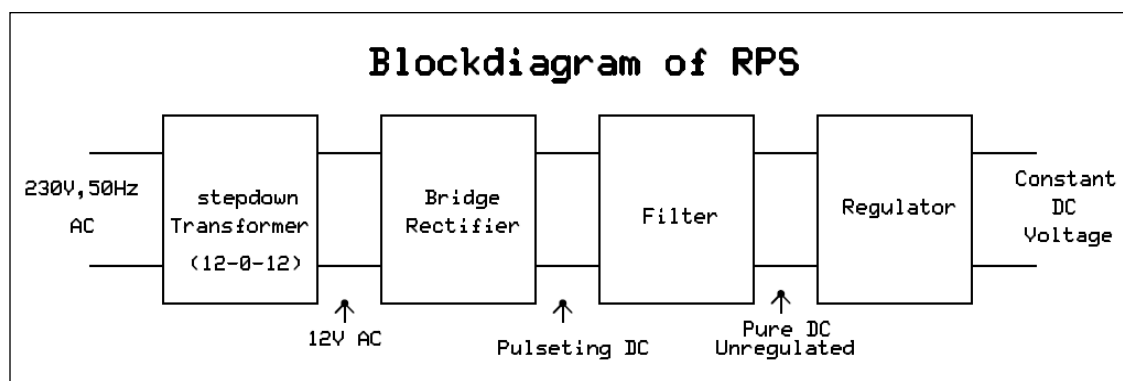 Blockdiagram of RPS
230V,50Hz
AC
stepdown
Transformer
(12-0-12)
12V AC
Bridge
Rectifier
Pulseting DC
Filter
Pure DC
Unregulated
Regulator
Constant
DC
Voltage